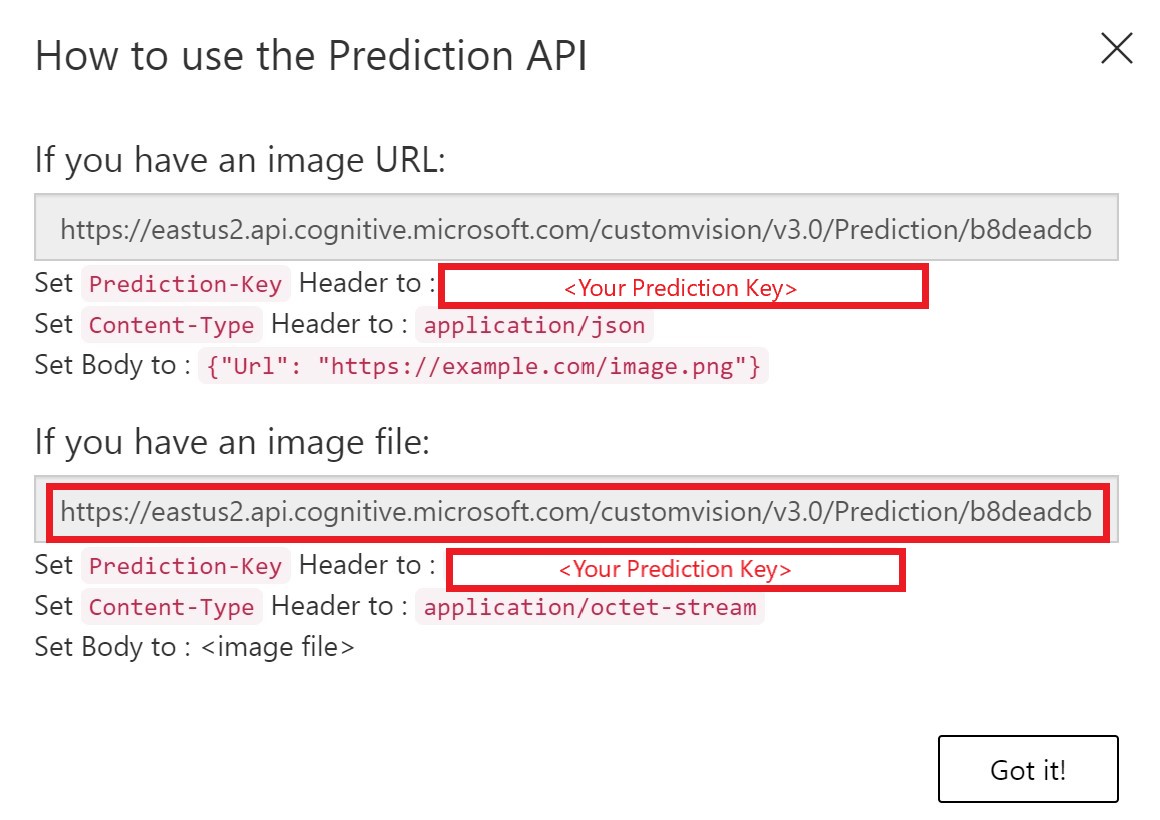 How to use the Prediction API
If you have an image URL:
https://eastus2.api.cognitive.microsoft.com/customvision/v3.0/Prediction/b8deadcb
Set Prediction-Key Header to : <Your Prediction Key>
Set Content-Type Header to : application/json
Set Body to : {"Url": "https://example.com/image.png"}
If you have an image file:
https://eastus2.api.cognitive.microsoft.com/customvision/v3.0/Prediction/b8deadcb
Set Prediction-Key Header to : <Your Prediction Key>
Set Content-Type Header to : application/octet-stream
Set Body to : <image file>
Got it!